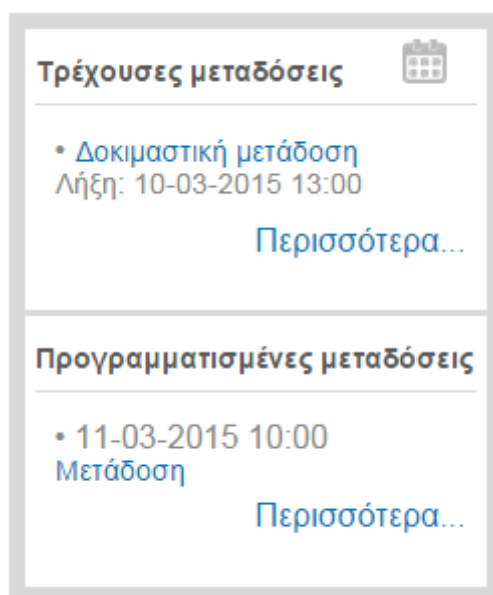 Τρέχουσες μεταδόσεις
• Δοκιμαστική μετάδοση
Λήξη: 10-03-2015 13:00
Περισσότερα...
Προγραμματισμένες μεταδόσεις
• 11-03-2015 10:00
Μετάδοση
Περισσότερα...